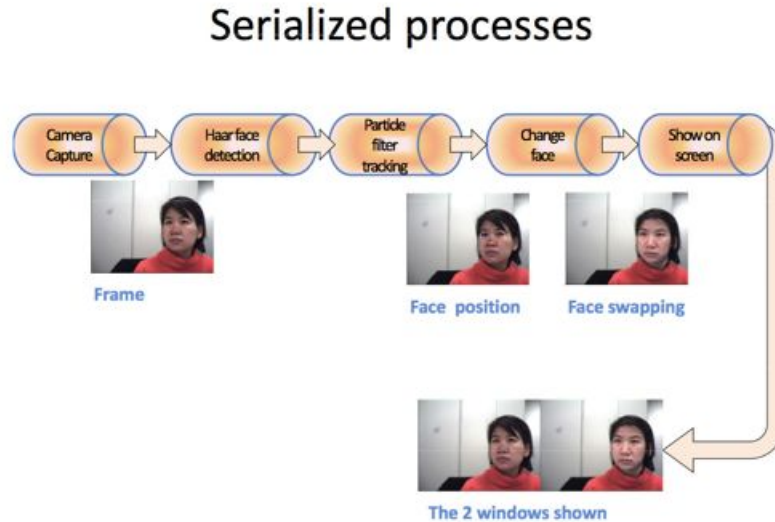 Serialized processes
Camera
Capture
Haar face
detection
Particle
filter
tracking
Change
face
Show on
screen
Frame
Face position
Face swapping
The 2 windows shown